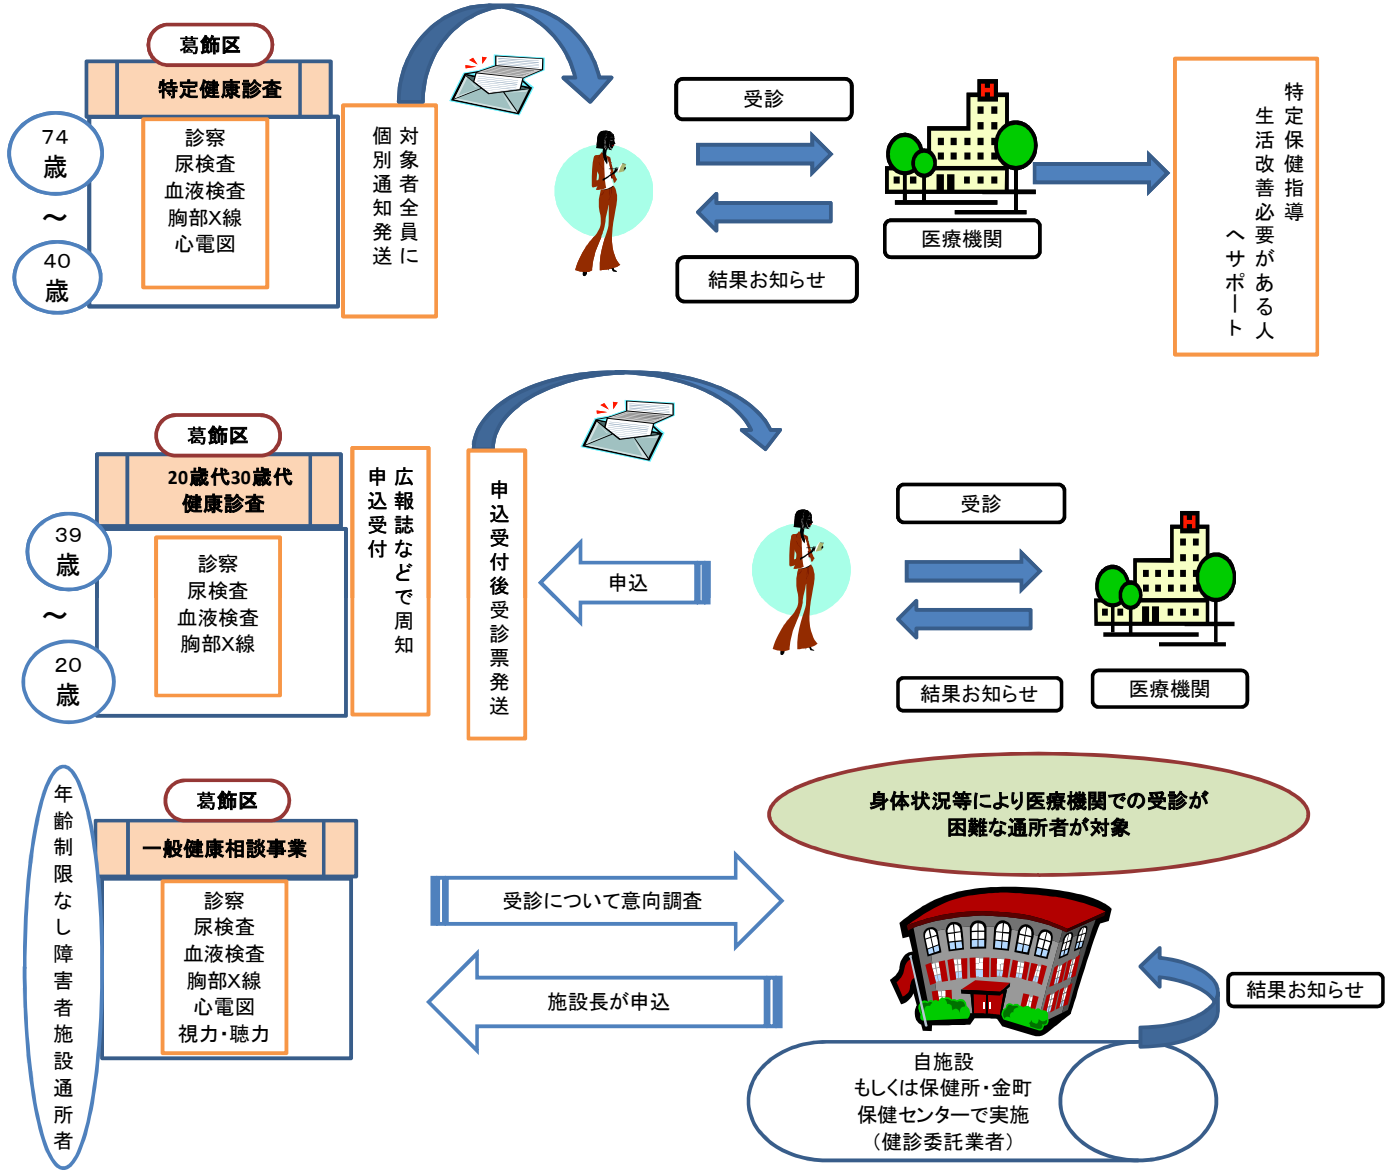 葛飾区
特定健康診査
74
歳
～
40
歳
診察
尿検査
血液検査
胸部X線
心電図
対象者全員に
個別通知発送
受診
結果お知らせ
医療機関
特定保健指導
生活改善必要がある人
へサポート
葛飾区
20歳代30歳代
健康診査
39
歳
～
20
歳
診察
尿検査
血液検査
胸部X線
広報誌などで周知
申込受付
申込受付後受診票発送
申込
受診
結果お知らせ
医療機関
年齢制限なし障害者施設通所者
葛飾区
一般健康相談事業
診察
尿検査
血液検査
胸部X線
心電図
視力・聴力
受診について意向調査
施設長が申込
身体状況等により医療機関での受診が
困難な通所者が対象
結果お知らせ
自施設
もしくは保健所・金町
保健センターで実施
（健診委託業者）
H
H